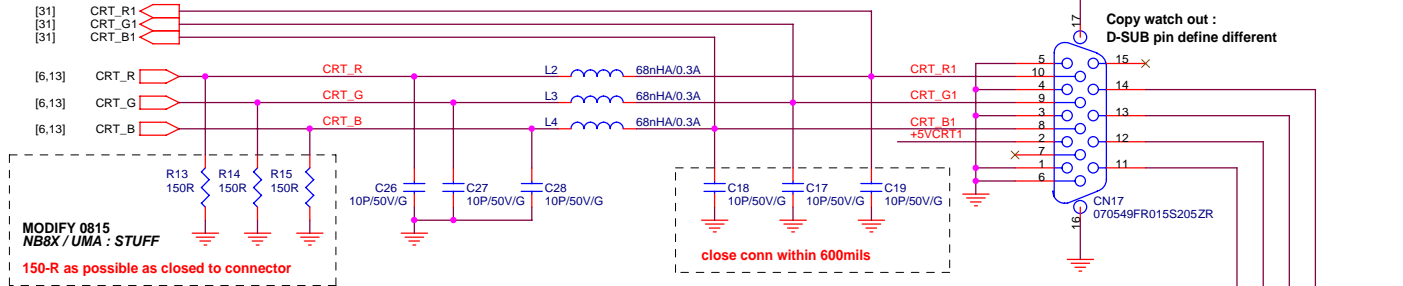 [31] CRT_R1
[31] CRT_G1
[31] CRT_B1
17
Copy watch out :
D-SUB pin define different
[6,13] CRT_R CRT_R L2 68nHA/0.3A CRT_R1
[6,13] CRT_G CRT_G L3 68nHA/0.3A CRT_G1
[6,13] CRT_B CRT_B L4 68nHA/0.3A CRT_B1
+5VCRT1
5 15
10
4 14
9
3 13
8
2 12
7
1 11
6
16
CN17
070549FR015S205ZR
R13 R14 R15
150R 150R 150R
C26 C27 C28
10P/50V/G 10P/50V/G 10P/50V/G
C18 C17 C19
10P/50V/G 10P/50V/G 10P/50V/G
MODIFY 0815
NB8X / UMA : STUFF
150-R as possible as closed to connector
close conn within 600mils